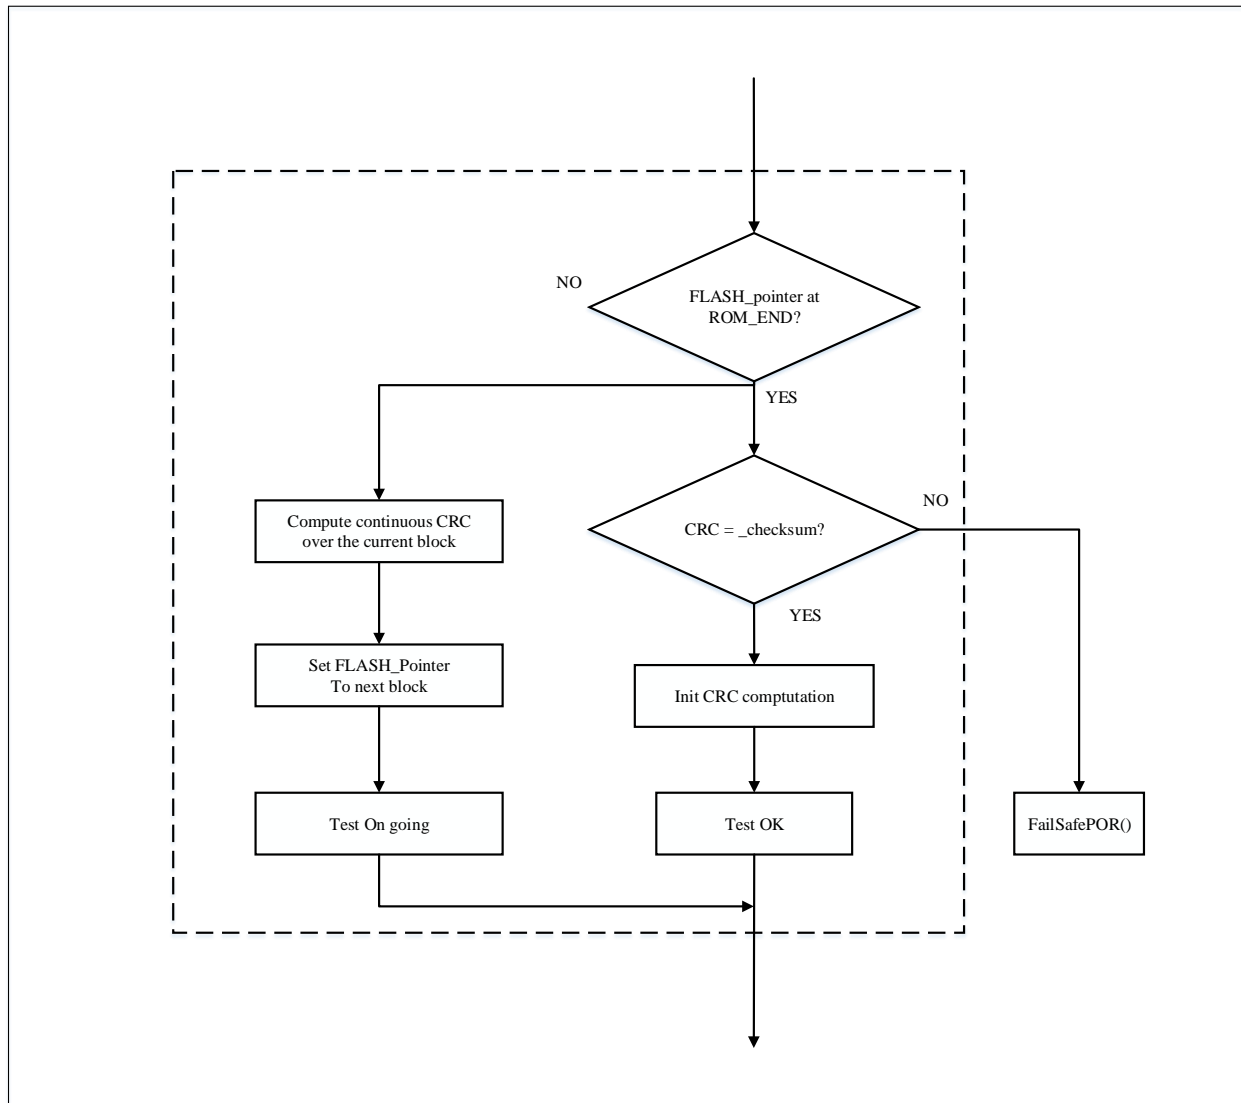 NO
FLASH_pointer at
ROM_END?
YES
Compute continuous CRC
over the current block
CRC = _checksum?
NO
YES
Set FLASH_Pointer
To next block
Init CRC comptutation
Test On going
Test OK
FailSafePOR()